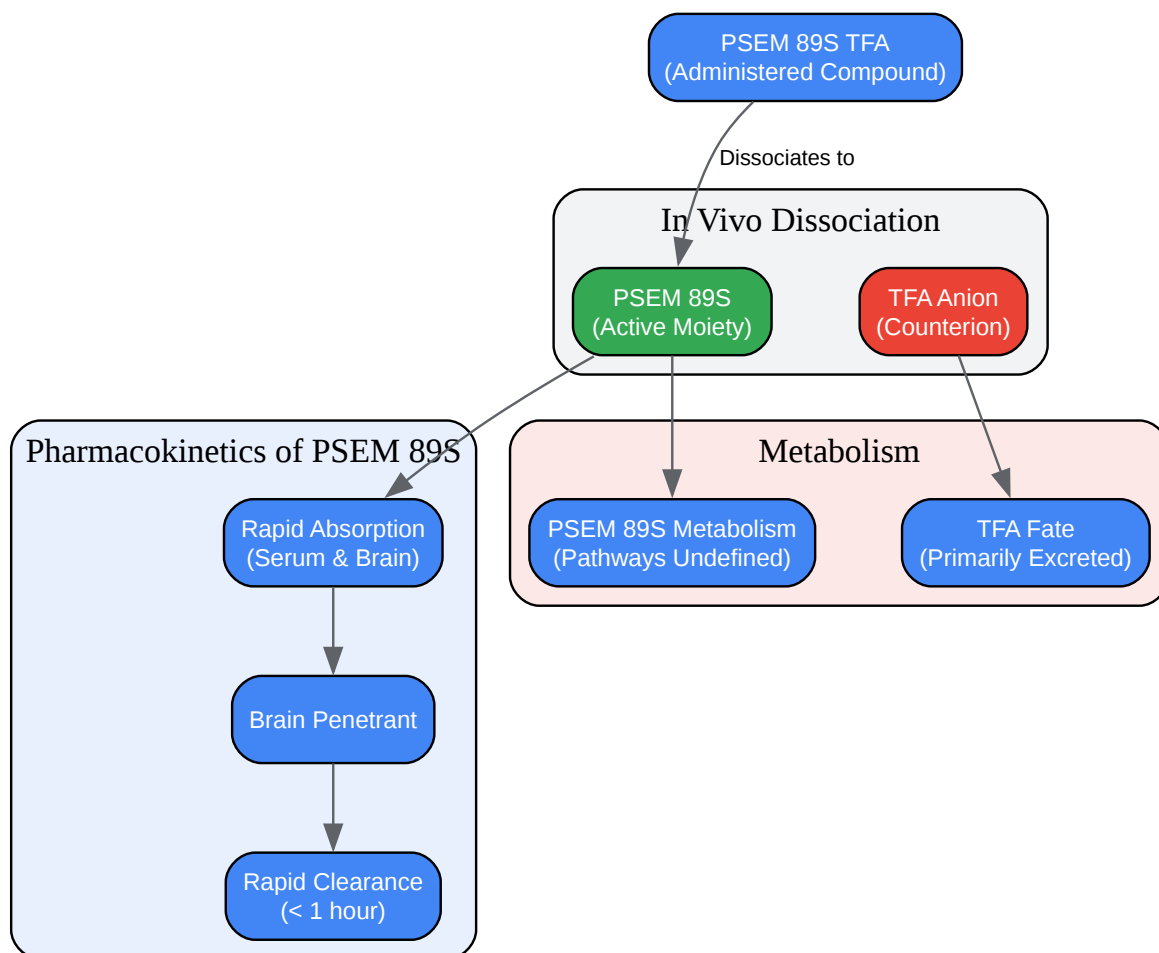 PSEM 89S TFA
(Administered Compound)
Dissociates to
In Vivo Dissociation
PSEM 89S
(Active Moiety)
TFA Anion
(Counterion)
Pharmacokinetics of PSEM 89S
Metabolism
Rapid Absorption
(Serum & Brain)
PSEM 89S Metabolism
(Pathways Undefined)
TFA Fate
(Primarily Excreted)
Brain Penetrant
Rapid Clearance
(< 1 hour)